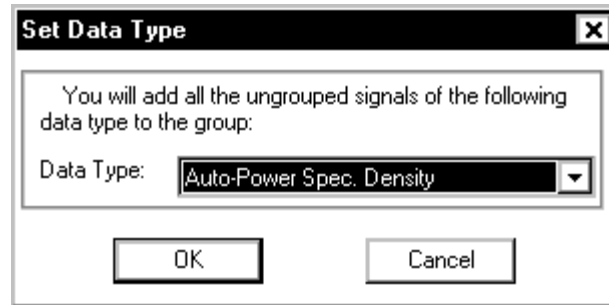 Set Data Type
You will add all the ungrouped signals of the following
data type to the group:
Data Type: Auto-Power Spec. Density
OK Cancel